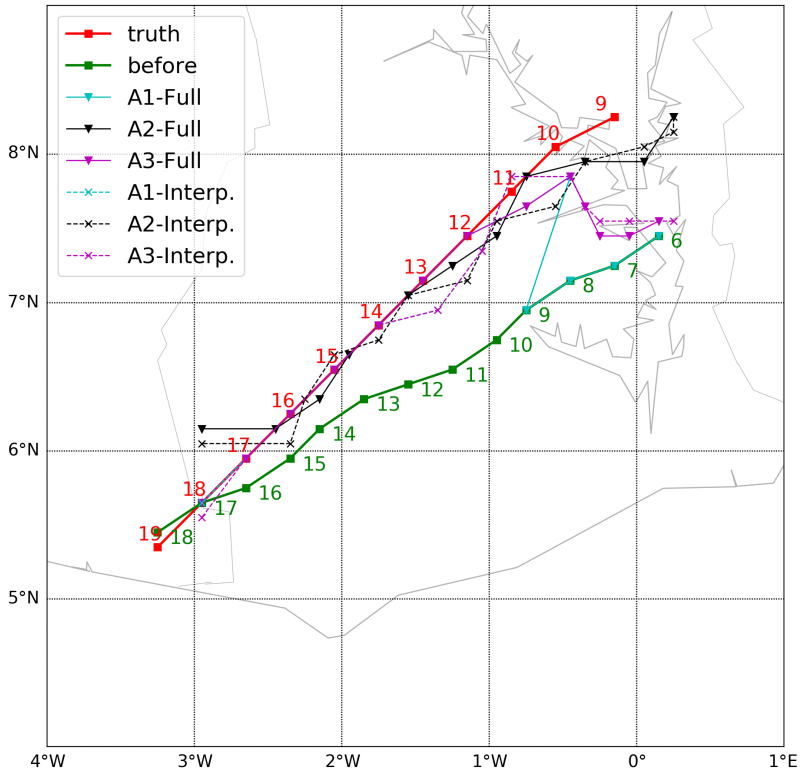 truth
before
A1-Full
A2-Full
A3-Full
A1-Interp.
A2-Interp.
A3-Interp.
9
10
11
12
13
14
15
16
17
18
19
6
7
8
9
10
11
12
13
14
15
16
17
18
8°N
7°N
6°N
5°N
4°W 3°W 2°W 1°W 0° 1°E